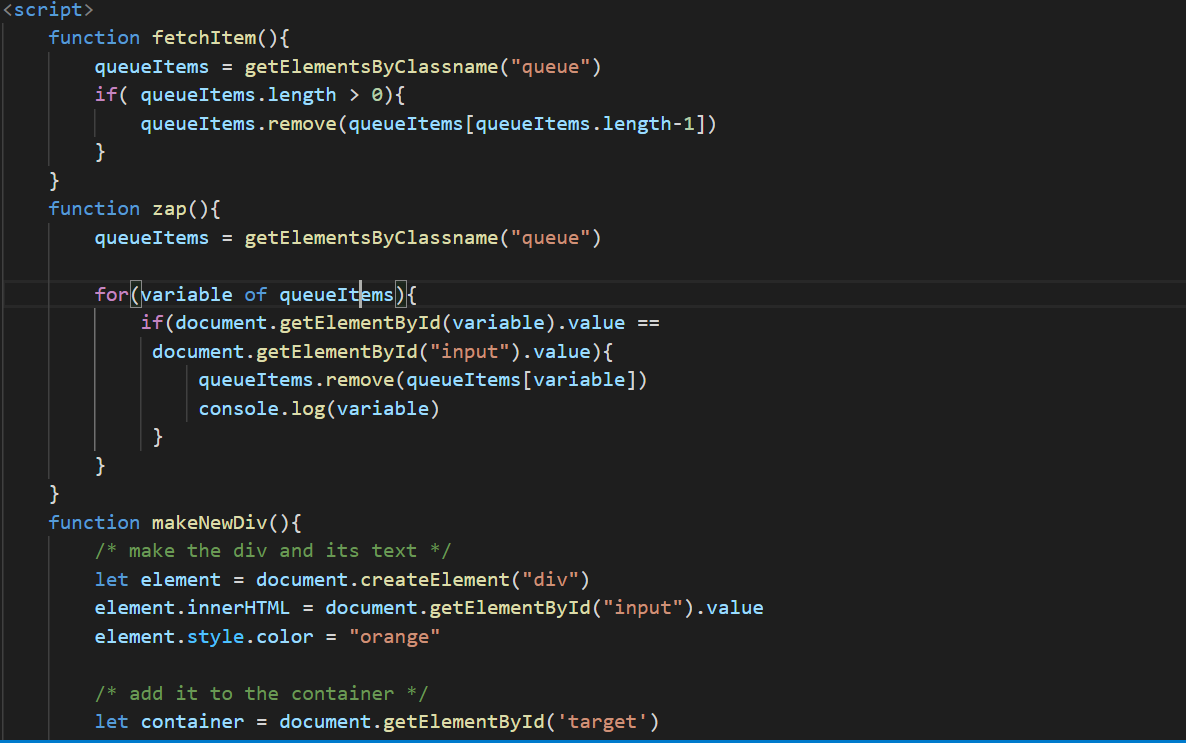 <script>
function fetchItem(){
queueItems = getElementsByClassname("queue")
if( queueItems.length > 0){
queueItems.remove(queueItems[queueItems.length-1])
}
}
function zap(){
queueItems = getElementsByClassname("queue")
for(variable of queueItems){
if(document.getElementById(variable).value ==
document.getElementById("input").value){
queueItems.remove(queueItems[variable])
console.log(variable)
}
}
}
function makeNewDiv(){
/* make the div and its text */
let element = document.createElement("div")
element.innerHTML = document.getElementById("input").value
element.style.color = "orange"
/* add it to the container */
let container = document.getElementById('target')